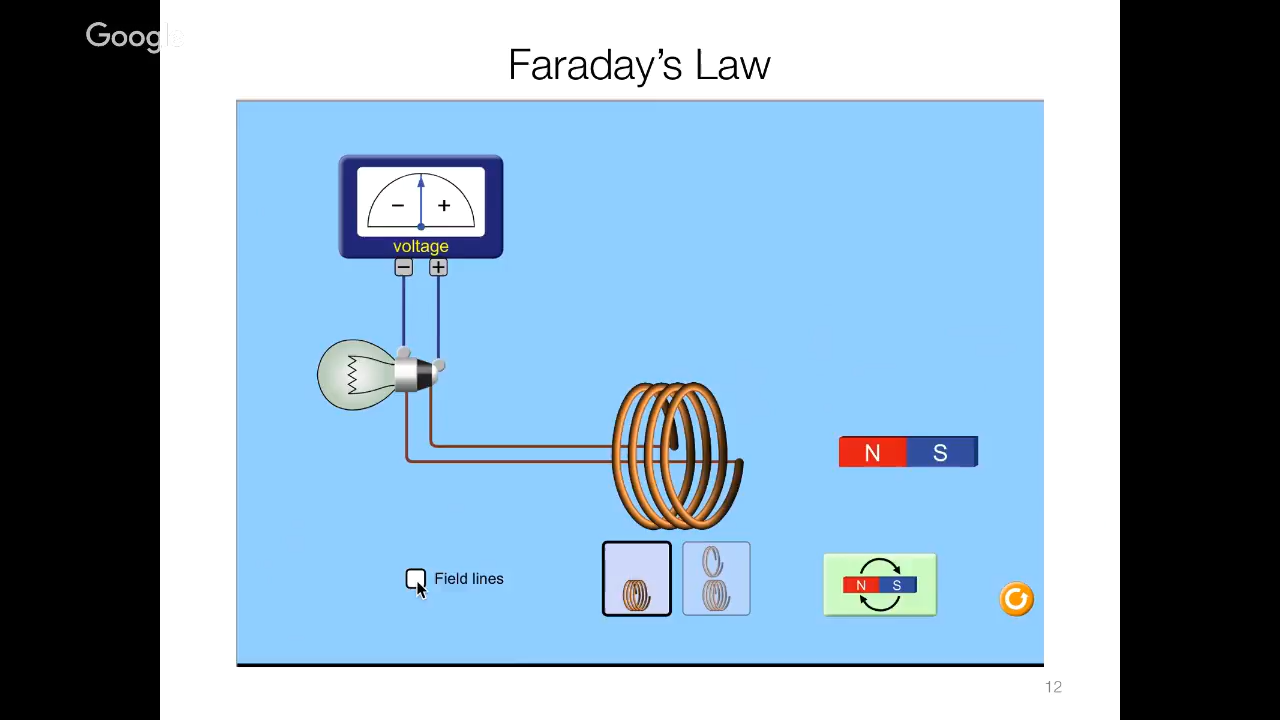 Google
Faraday's Law
− +
voltage
− +
N S
Field lines
N S
12